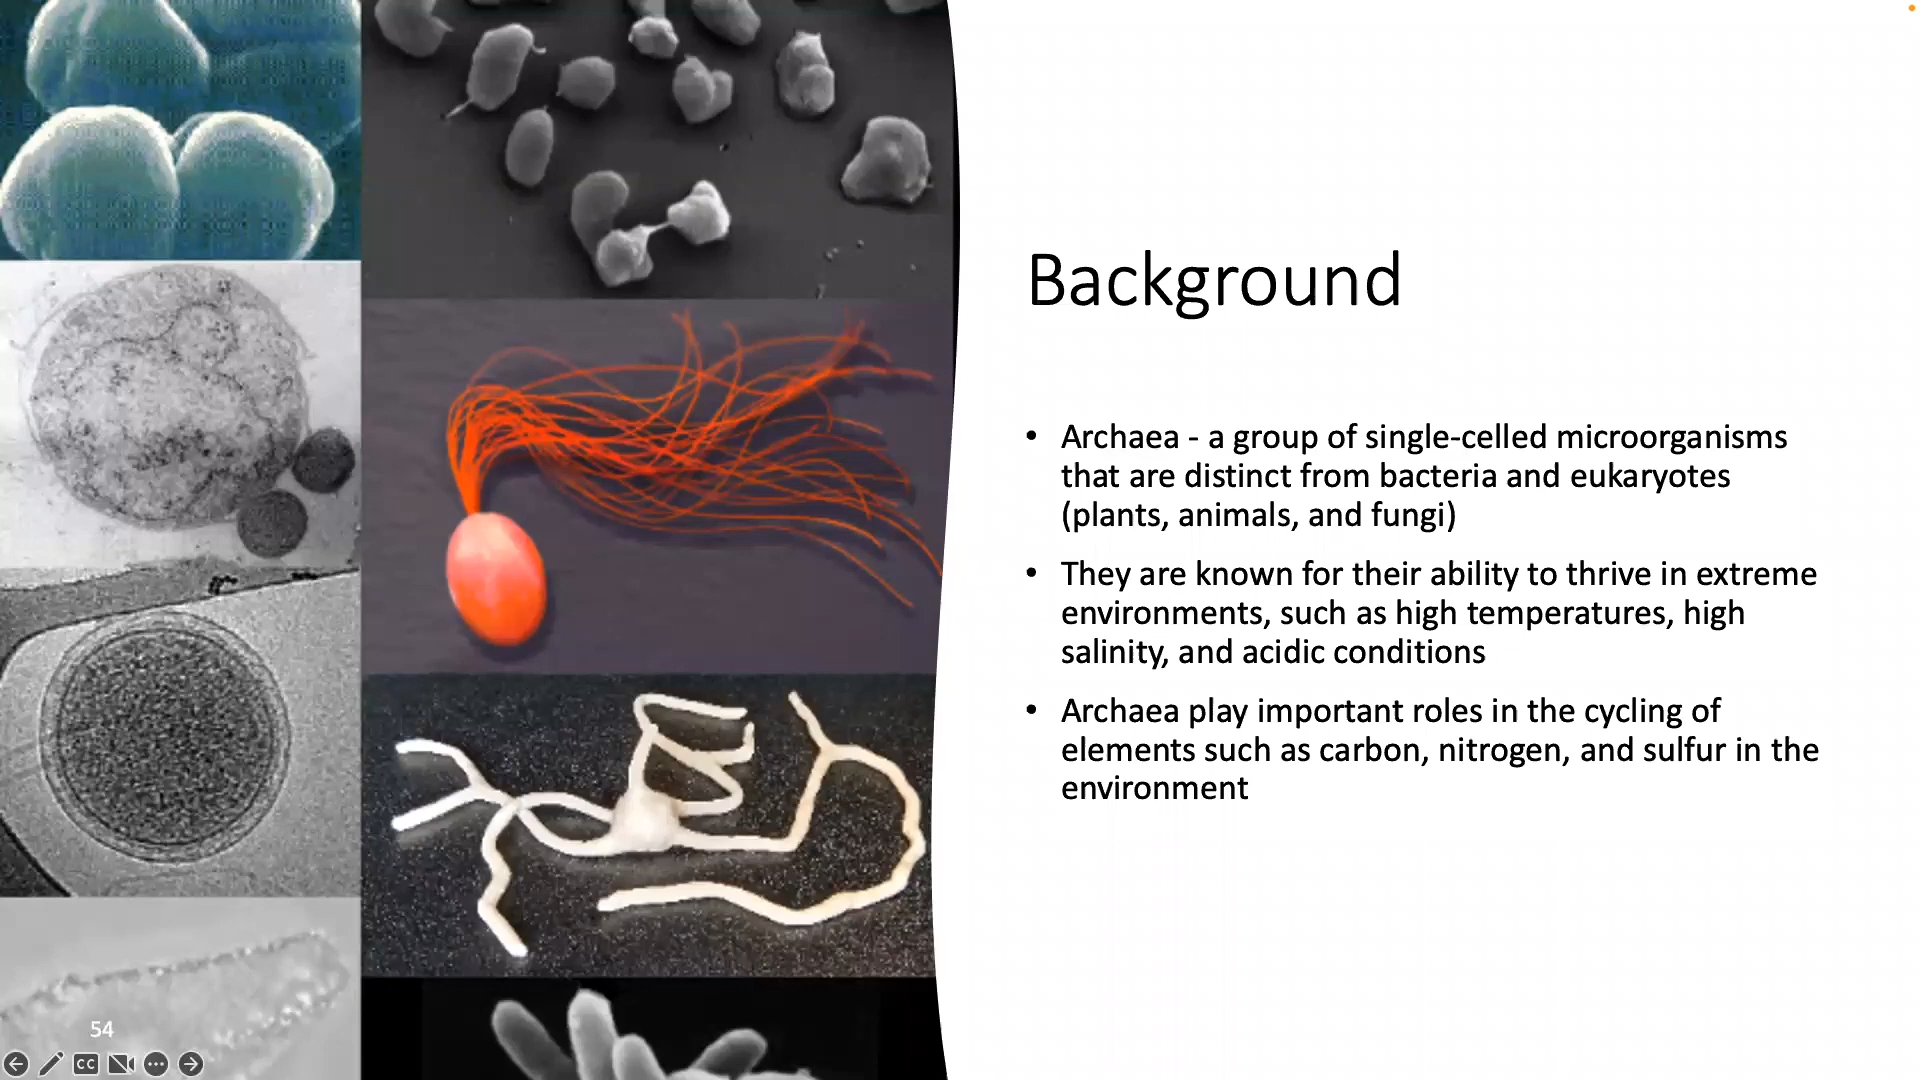 Background
• Archaea - a group of single-celled microorganisms
that are distinct from bacteria and eukaryotes
(plants, animals, and fungi)
• They are known for their ability to thrive in extreme
environments, such as high temperatures, high
salinity, and acidic conditions
• Archaea play important roles in the cycling of
elements such as carbon, nitrogen, and sulfur in the
environment
54
CC